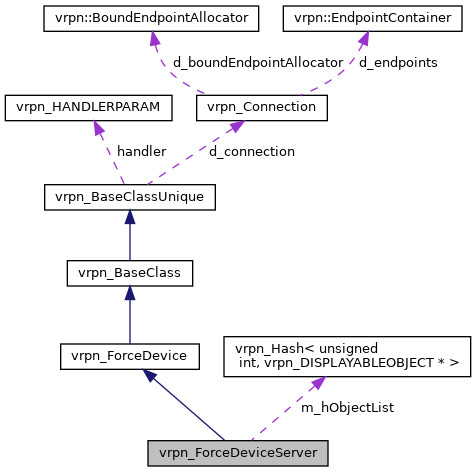 vrpn::BoundEndpointAllocator
vrpn::EndpointContainer
d_boundEndpointAllocator
d_endpoints
vrpn_HANDLERPARAM
vrpn_Connection
handler
d_connection
vrpn_BaseClassUnique
vrpn_BaseClass
vrpn_ForceDevice
vrpn_Hash< unsigned
int, vrpn_DISPLAYABLEOBJECT * >
m_hObjectList
vrpn_ForceDeviceServer